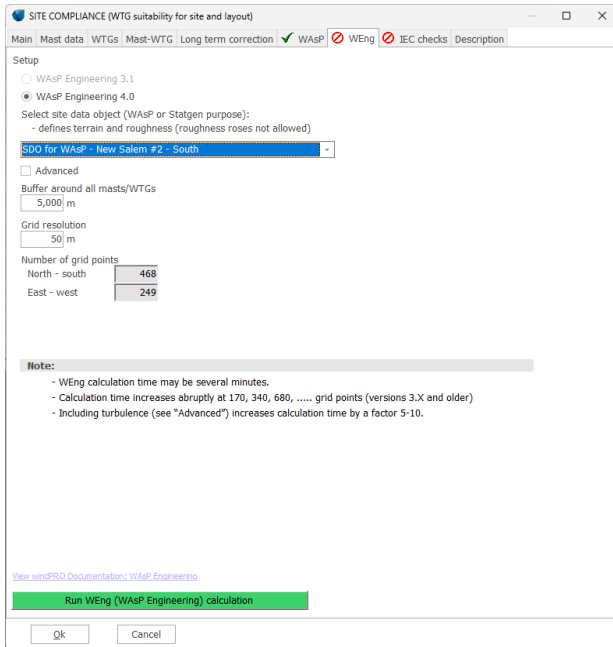 SITE COMPLIANCE (WTG suitability for site and layout)
Main Mast data WTGs Mast-WTG Long term correction WAsP WEng IEC checks Description
Setup
WAsP Engineering 3.1
WAsP Engineering 4.0
Select site data object (WAsP or Statgen purpose):
- defines terrain and roughness (roughness roses not allowed)
SDO for WAsP - New Salem #2 - South
Advanced
Buffer around all masts/WTGs
5,000 m
Grid resolution
50 m
Number of grid points
North - south 468
East - west 249
Note:
- WEng calculation time may be several minutes.
- Calculation time increases abruptly at 170, 340, 680, ..... grid points (versions 3.X and older)
- Including turbulence (see “Advanced”) increases calculation time by a factor 5-10.
View windPRO Documentation: WAsP Engineering
Run WEng (WAsP Engineering) calculation
Ok Cancel